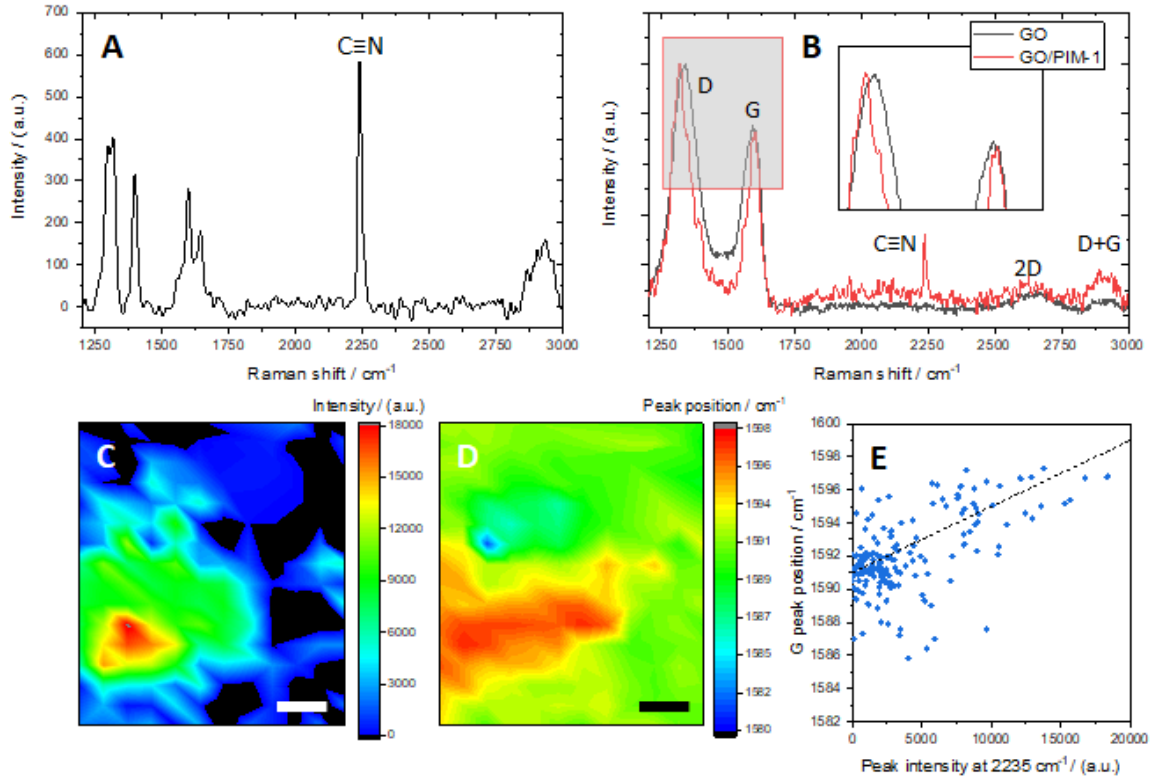 A
C≡N
700
600
500
400
300
200
100
0
Intensity / (a.u.)
1250 1500 1750 2000 2250 2500 2750 3000
Raman shift / cm⁻¹
B
GO
GO/PIM-1
D
G
C≡N
2D
D+G
Intensity / (a.u.)
1250 1500 1750 2000 2250 2500 2750 3000
Raman shift / cm⁻¹
Intensity / (a.u.)
C
18000
15000
12000
9000
6000
3000
0
Peak position / cm⁻¹
D
1598
1596
1594
1592
1591
1589
1587
1585
1583
1582
1580
E
1600
1598
1596
1594
1592
1590
1588
1586
1584
1582
G peak position / cm⁻¹
0 5000 10000 15000 20000
Peak intensity at 2235 cm⁻¹/ (a.u.)